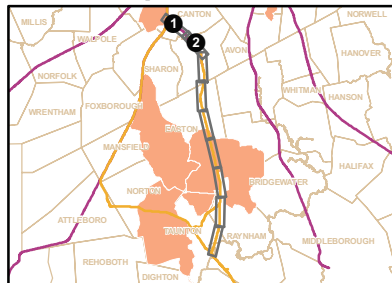 MILLIS
CANTON
NORWELL
1
WALPOLE
2
AVON
HANOVER
SHARON
NORFOLK
WHITMAN
HANSON
FOXBOROUGH
WRENTHAM
EASTON
MANSFIELD
HALIFAX
BRIDGEWATER
NORTON
ATTLEBORO
TAUNTON
RAYNHAM
MIDDLEBOROUGH
REHOBOTH
DIGHTON